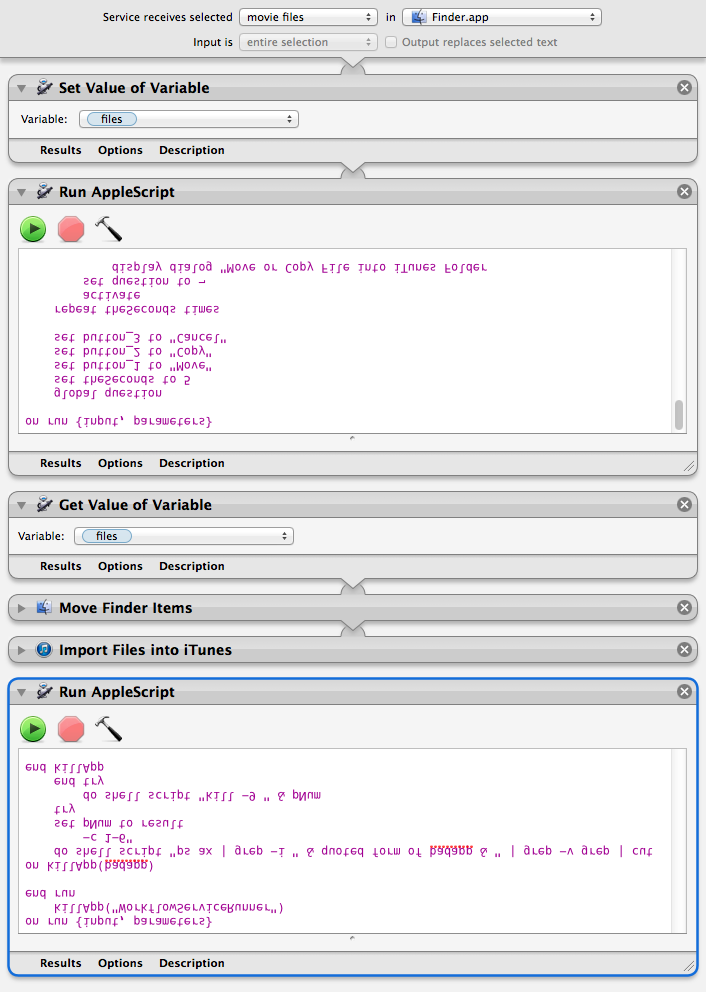 Service receives selected movie files in Finder.app
Input is entire selection Output replaces selected text
Set Value of Variable
Variable: files
Results Options Description
Run AppleScript
on run {input, parameters}
global question
set theSeconds to 5
set button_1 to "Move"
set button_2 to "Copy"
set button_3 to "Cancel"
repeat theSeconds times
activate
set question to ¬
display dialog "Move or Copy File into iTunes Folder
Results Options Description
Get Value of Variable
Variable: files
Results Options Description
Move Finder Items
Import Files into iTunes
Run AppleScript
on run {input, parameters}
killApp("WorkflowServiceRunner")
end run
on killApp(badapp)
do shell script "ps ax | grep -i " & quoted form of badapp & " | grep -v grep | cut
-c 1-6"
set pNum to result
try
do shell script "kill -9 " & pNum
end try
end killApp
Results Options Description